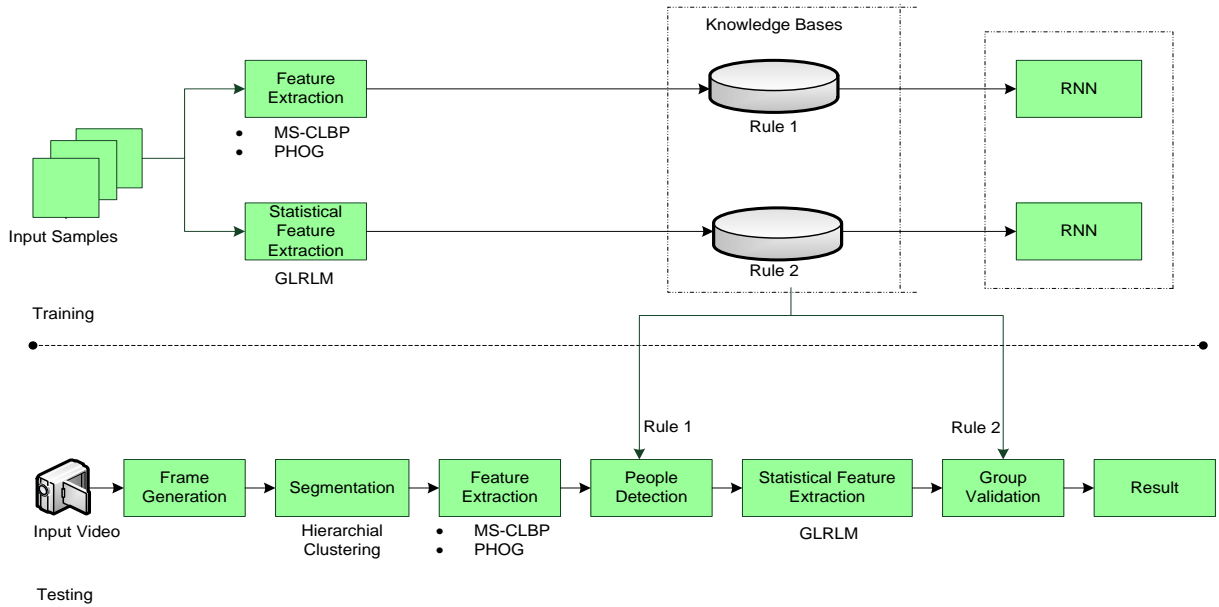 Knowledge Bases
Feature
Extraction
• MS-CLBP
• PHOG
Rule 1
RNN
Input Samples
Statistical
Feature
Extraction
GLRLM
Rule 2
RNN
Training
Rule 1
Rule 2
Input Video
Frame
Generation
Segmentation
Hierarchial
Clustering
Feature
Extraction
• MS-CLBP
• PHOG
People
Detection
Statistical Feature
Extraction
GLRLM
Group
Validation
Result
Testing